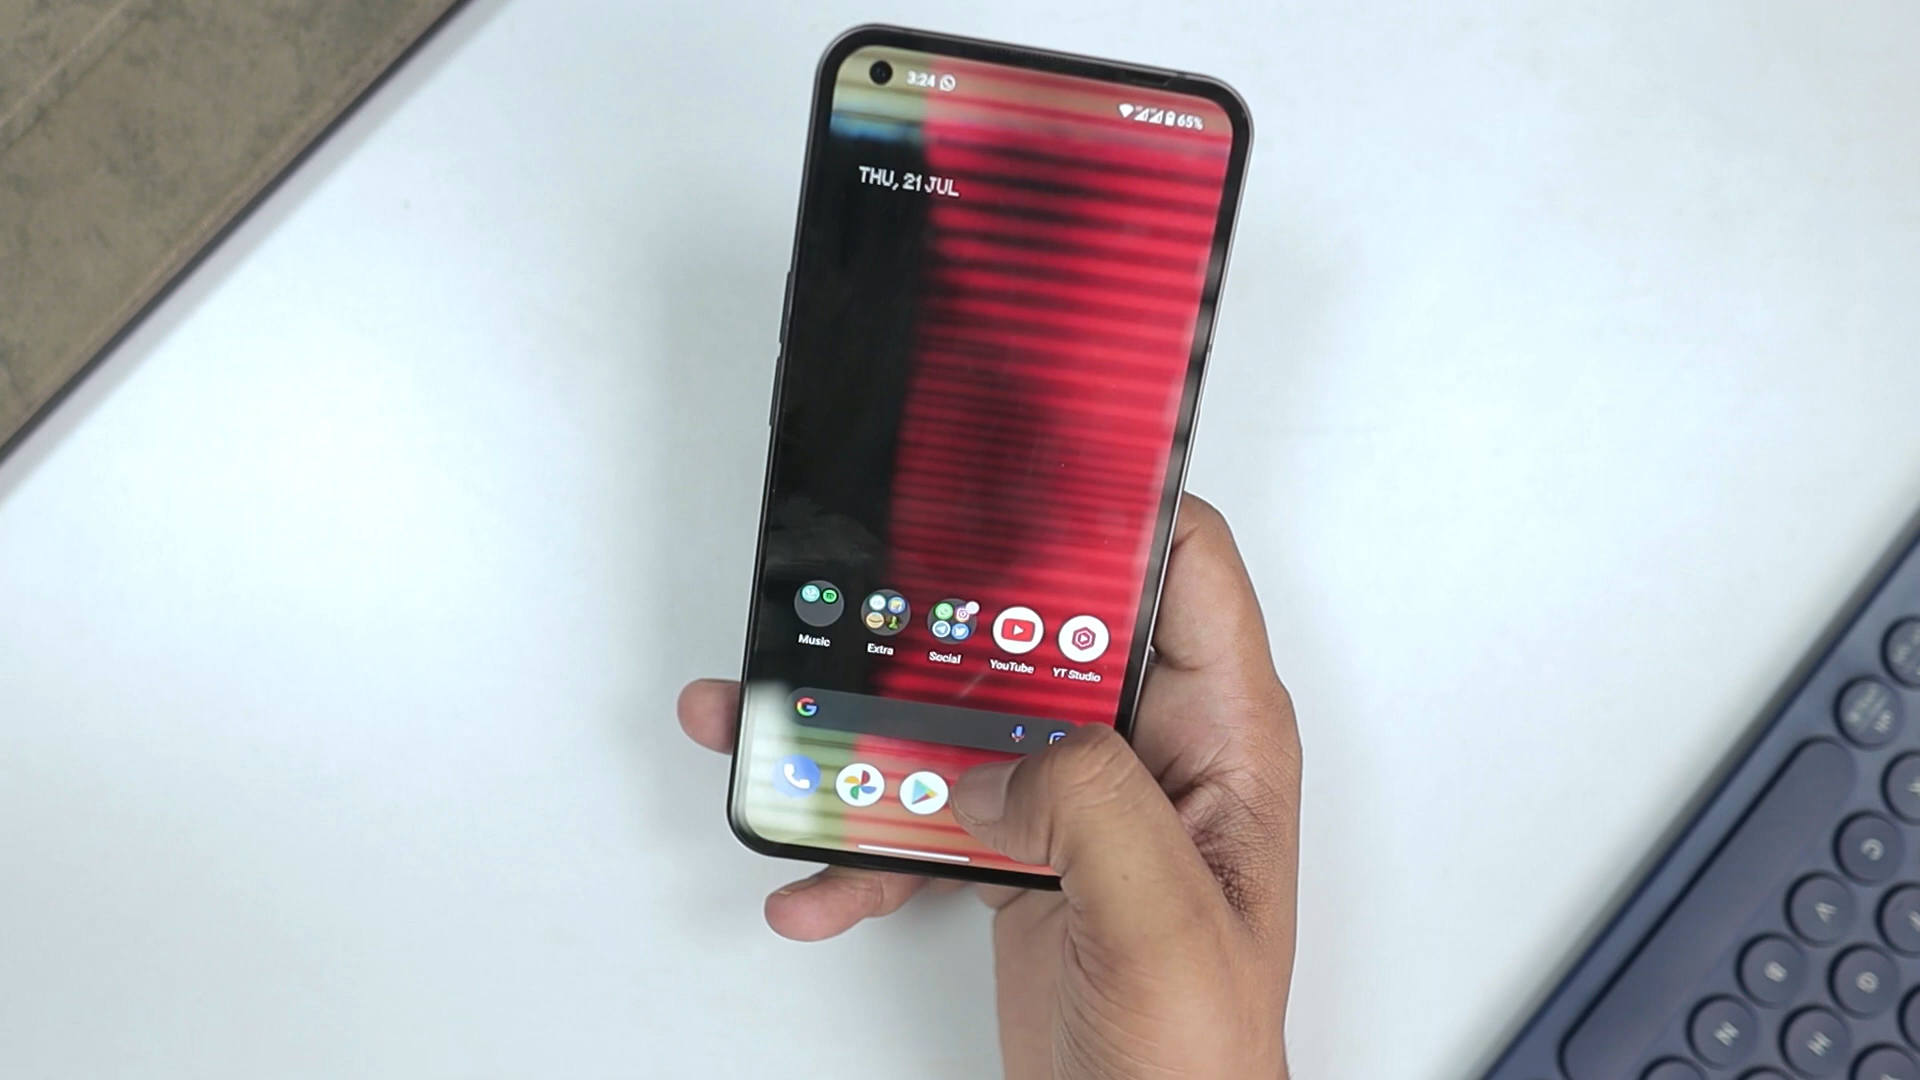 3:24
65%
THU, 21 JUL
Music
Extra
Social
YouTube
YT Studio